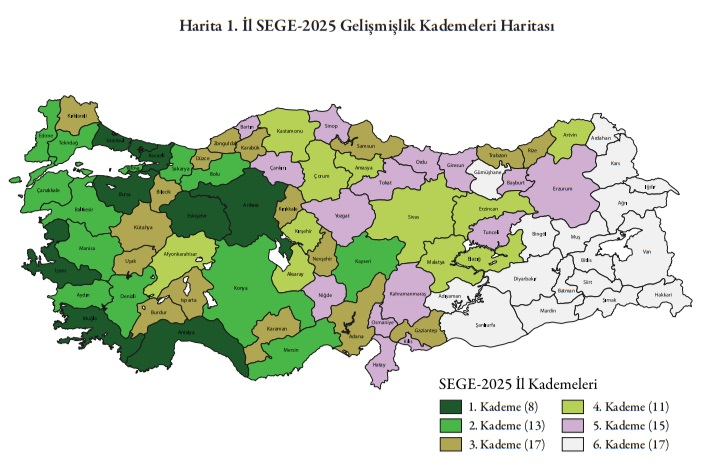 Harita 1. İl SEGE-2025 Gelişmişlik Kademeleri Haritası
Kırklareli
Edirne
Tekirdağ
İstanbul
Kocaeli
Sakarya
Düzce
Bolu
Zonguldak
Bartın
Karabük
Kastamonu
Sinop
Samsun
Çankırı
Çorum
Amasya
Tokat
Ordu
Giresun
Trabzon
Rize
Artvin
Ardahan
Kars
Gümüşhane
Bayburt
Erzurum
Iğdır
Ağrı
Çanakkale
Balıkesir
Bursa
Bilecik
Eskişehir
Ankara
Kırıkkale
Yozgat
Sivas
Erzincan
Tunceli
Bingöl
Muş
Van
Kütahya
Manisa
İzmir
Uşak
Afyonkarahisar
Kırşehir
Nevşehir
Kayseri
Malatya
Elazığ
Bitlis
Diyarbakır
Batman
Siirt
Şırnak
Hakkari
Aksaray
Konya
Aydın
Denizli
Isparta
Burdur
Muğla
Antalya
Karaman
Mersin
Niğde
Adana
Kahramanmaraş
Osmaniye
Gaziantep
Kilis
Hatay
Adıyaman
Şanlıurfa
Mardin
SEGE-2025 İl Kademeleri
1. Kademe (8)
2. Kademe (13)
3. Kademe (17)
4. Kademe (11)
5. Kademe (15)
6. Kademe (17)